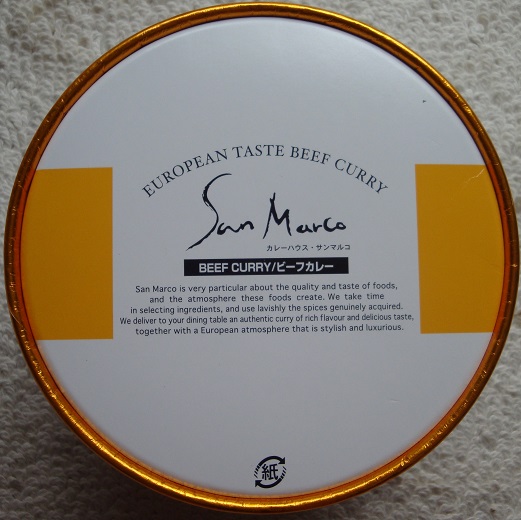 EUROPEAN TASTE BEEF CURRY
San Marco
カレーハウス・サンマルコ
BEEF CURRY/ビーフカレー
San Marco is very particular about the quality and taste of foods,
and the atmosphere these foods create. We take time
in selecting ingredients, and use lavishly the spices genuinely acquired.
We deliver to your dining table an authentic curry of rich flavour and delicious taste,
together with a European atmosphere that is stylish and luxurious.
紙